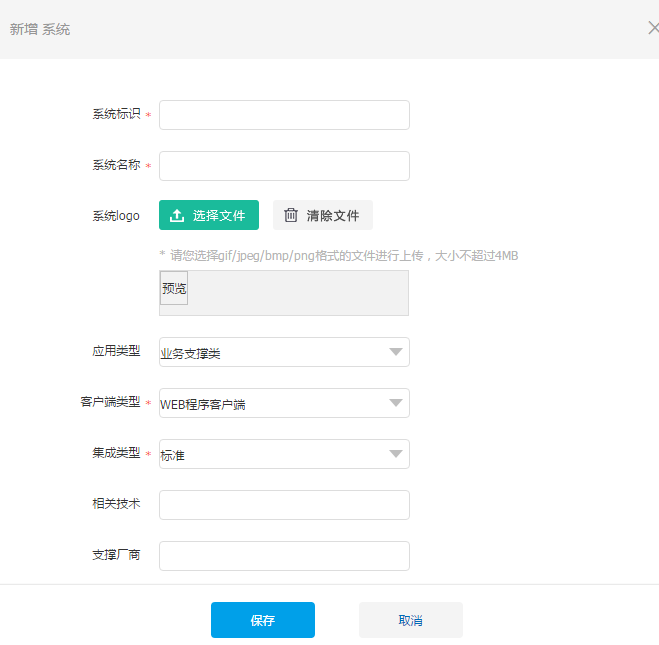 新增 系统
系统标识 *
系统名称 *
系统logo 选择文件 清除文件
* 请您选择gif/jpeg/bmp/png格式的文件进行上传，大小不超过4MB
预览
应用类型 业务支撑类
客户端类型 * WEB程序客户端
集成类型 * 标准
相关技术
支撑厂商
保存 取消